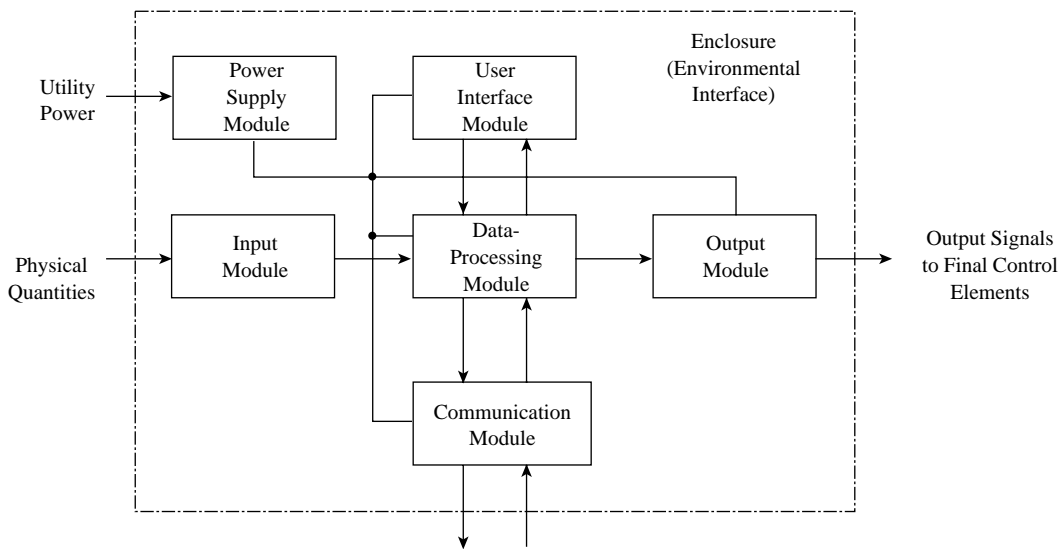 Enclosure
(Environmental
Interface)
Utility
Power
Power
Supply
Module
User
Interface
Module
Physical
Quantities
Input
Module
Data-
Processing
Module
Output
Module
Output Signals
to Final Control
Elements
Communication
Module